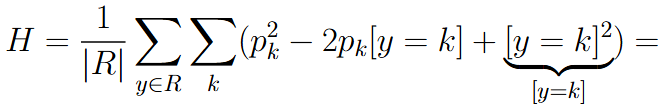 H = \frac{1}{|R|} \sum_{y \in R} \sum_{k} (p_k^2 - 2p_k[y = k] + \underbrace{[y = k]^2}_{[y=k]}) =